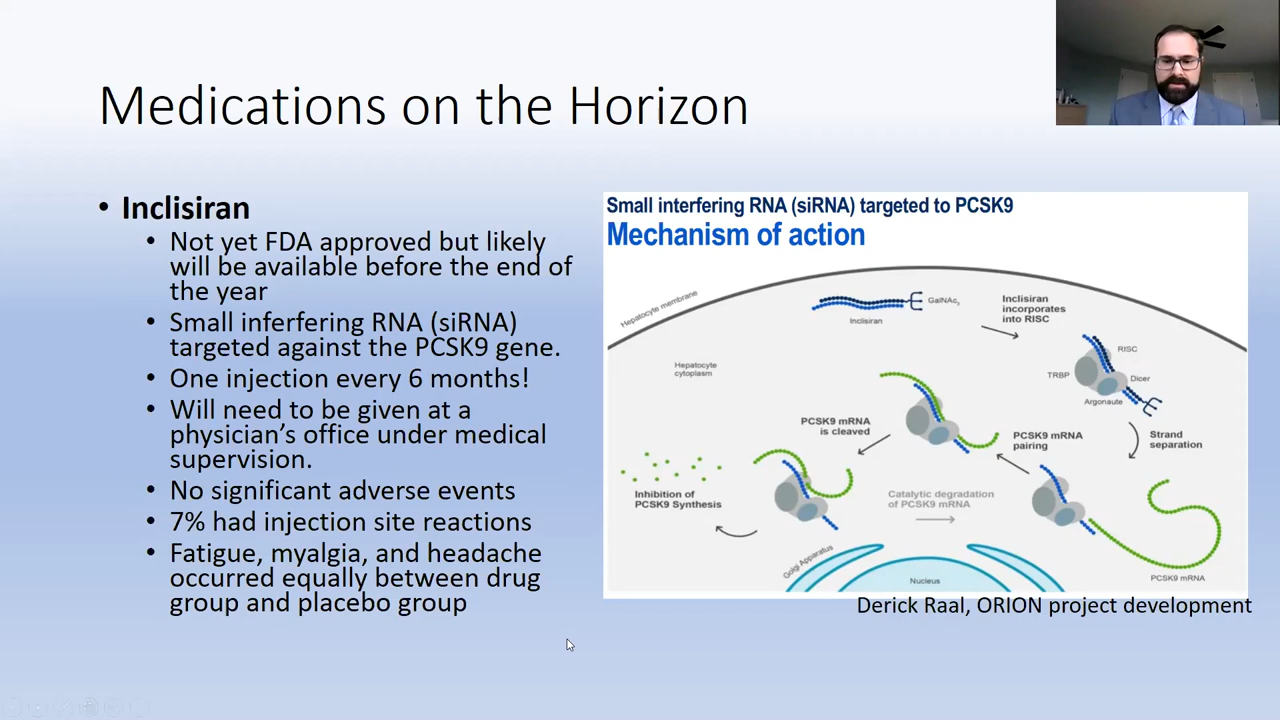 Medications on the Horizon
• Inclisiran
• Not yet FDA approved but likely
will be available before the end of
the year
• Small inferfering RNA (siRNA)
targeted against the PCSK9 gene.
• One injection every 6 months!
• Will need to be given at a
physician’s office under medical
supervision.
• No significant adverse events
• 7% had injection site reactions
• Fatigue, myalgia, and headache
occurred equally between drug
group and placebo group
Small interfering RNA (siRNA) targeted to PCSK9
Mechanism of action
Hepatocyte membrane
GalNAc3
Inclisiran
Inclisiran
incorporates
into RISC
Hepatocyte
cytoplasm
RISC
TRBP
Dicer
Argonaute
PCSK9 mRNA
is cleaved
PCSK9 mRNA
pairing
Strand
separation
Inhibition of
PCSK9 Synthesis
Catalytic degradation
of PCSK9 mRNA
Golgi Apparatus
Nucleus
PCSK9 mRNA
Derick Raal, ORION project development